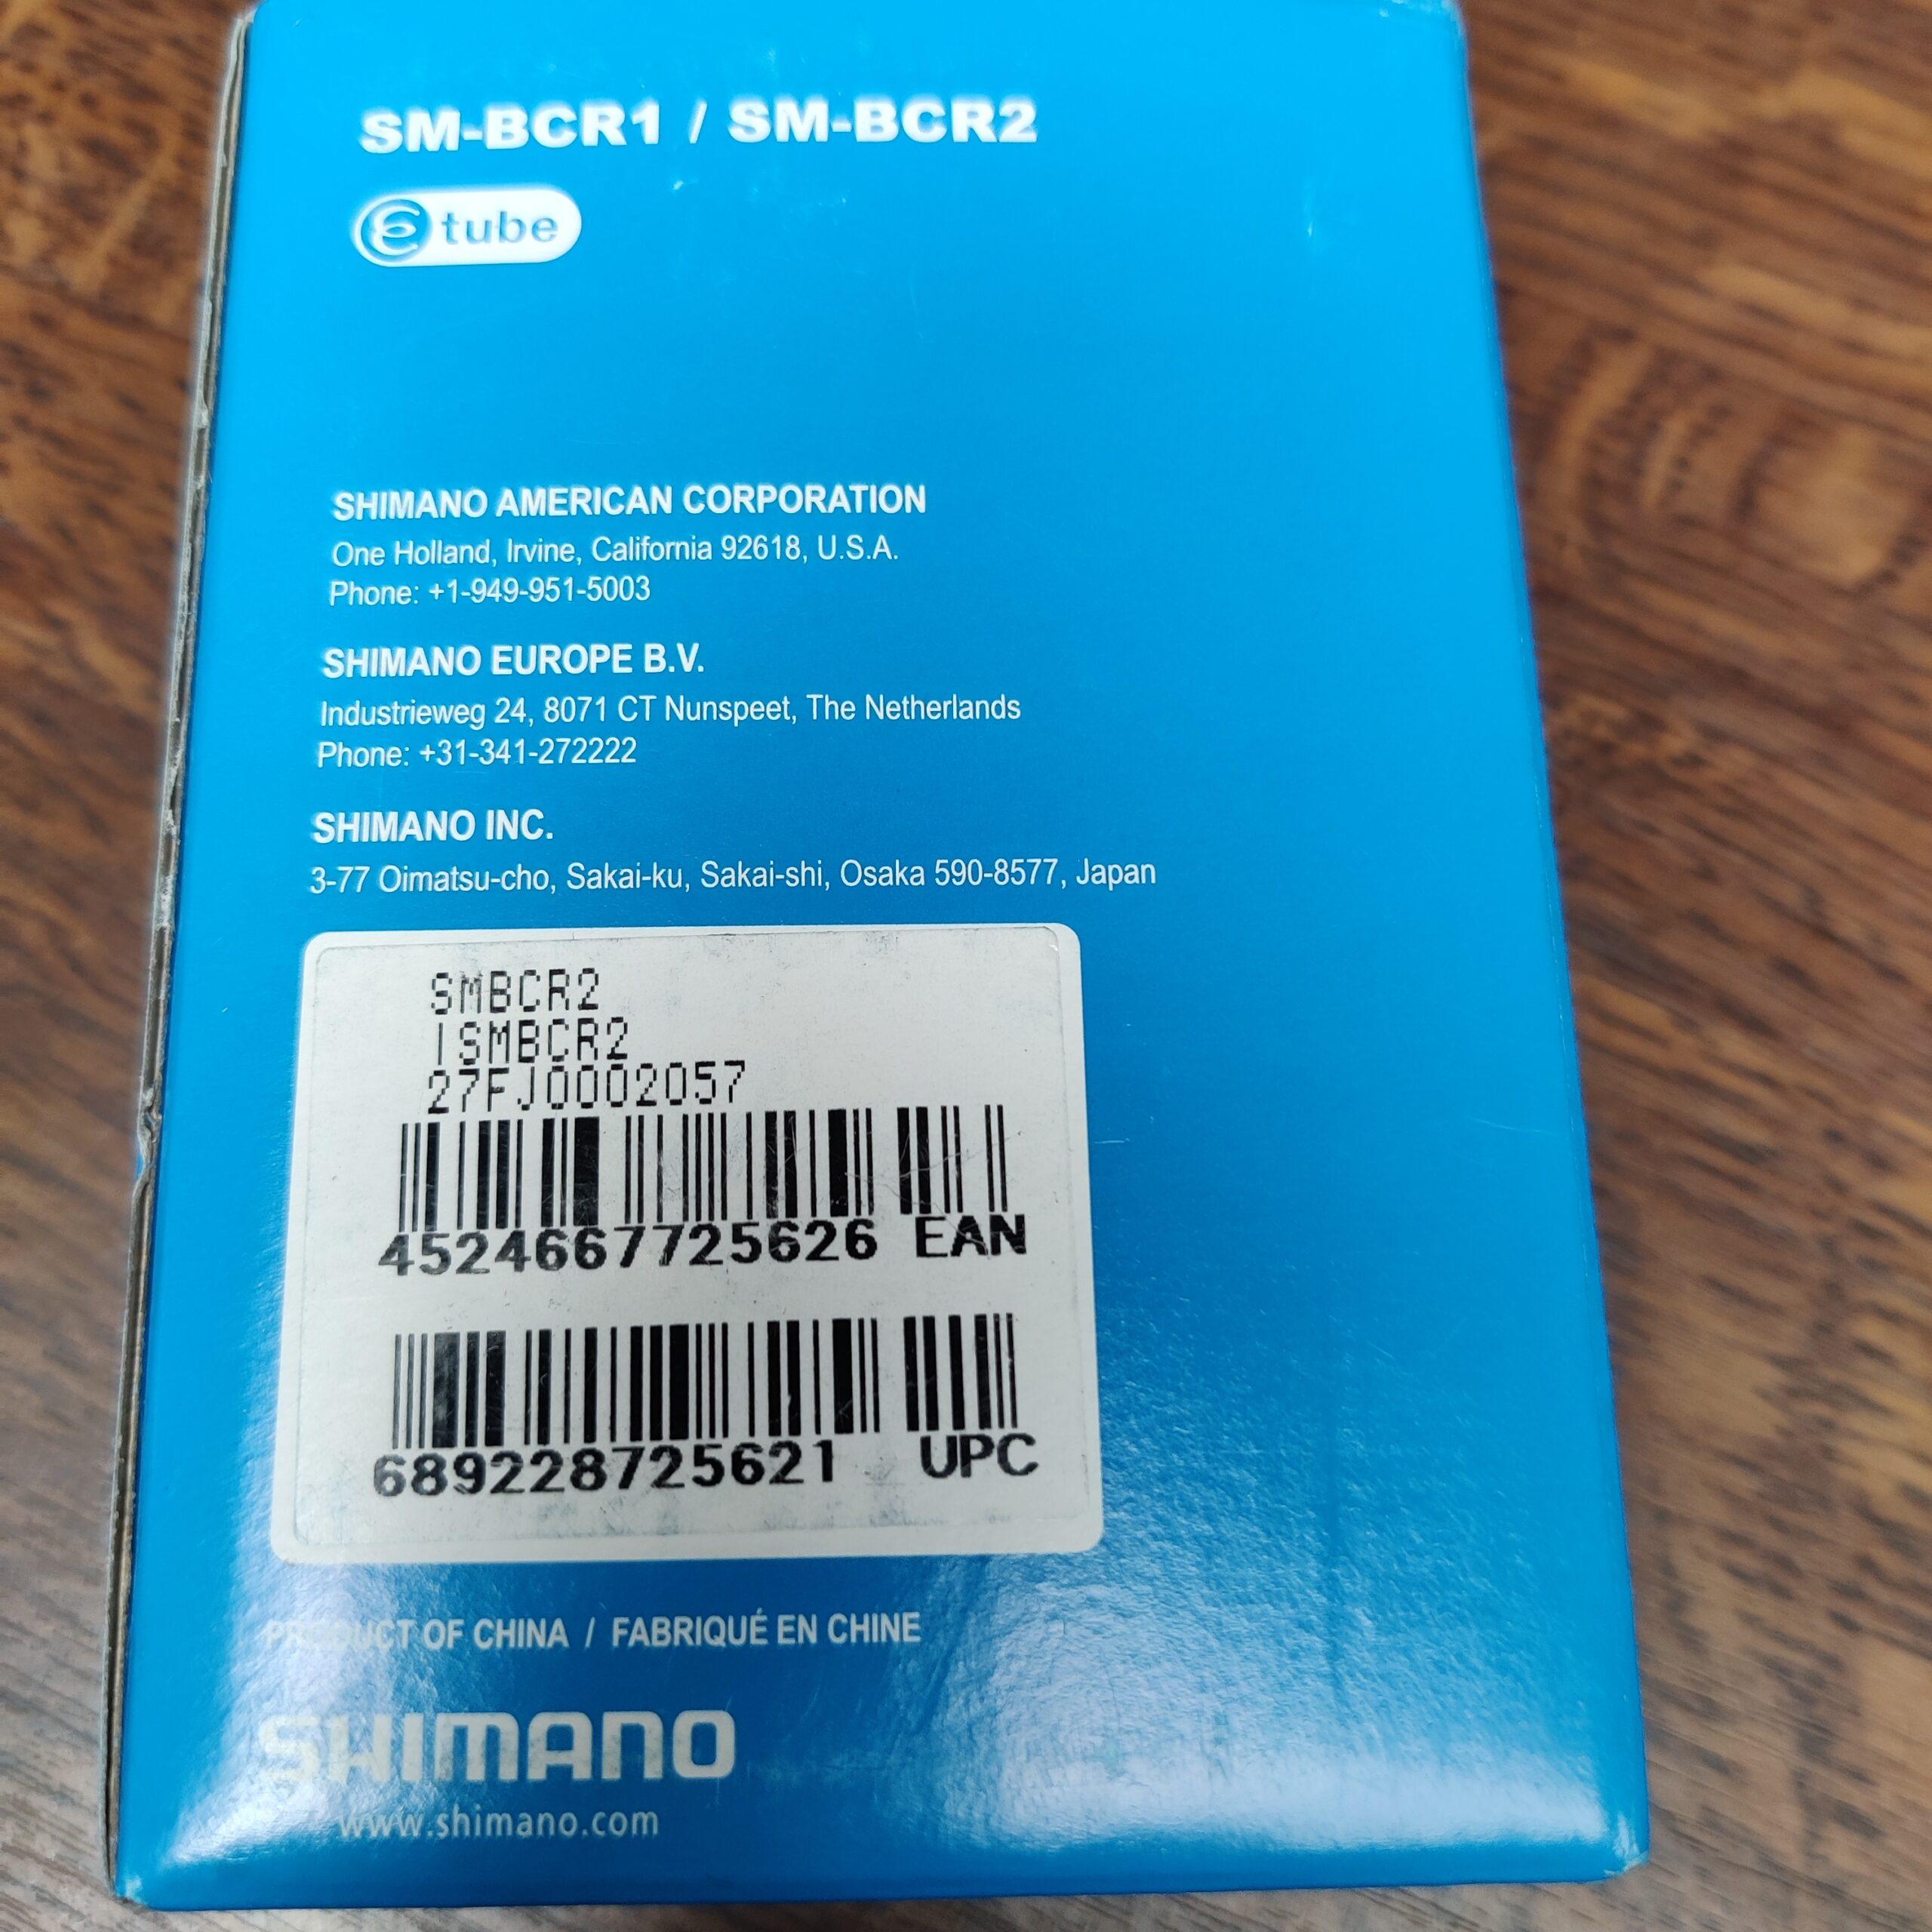 SM-BCR1 / SM-BCR2
e tube
SHIMANO AMERICAN CORPORATION
One Holland, Irvine, California 92618, U.S.A.
Phone: +1-949-951-5003
SHIMANO EUROPE B.V.
Industrieweg 24, 8071 CT Nunspeet, The Netherlands
Phone: +31-341-272222
SHIMANO INC.
3-77 Oimatsu-cho, Sakai-ku, Sakai-shi, Osaka 590-8577, Japan
SMBCR2
ISMBCR2
27FJ0002057
4524667725626 EAN
689228725621 UPC
PRODUCT OF CHINA / FABRIQUÉ EN CHINE
SHIMANO
www.shimano.com